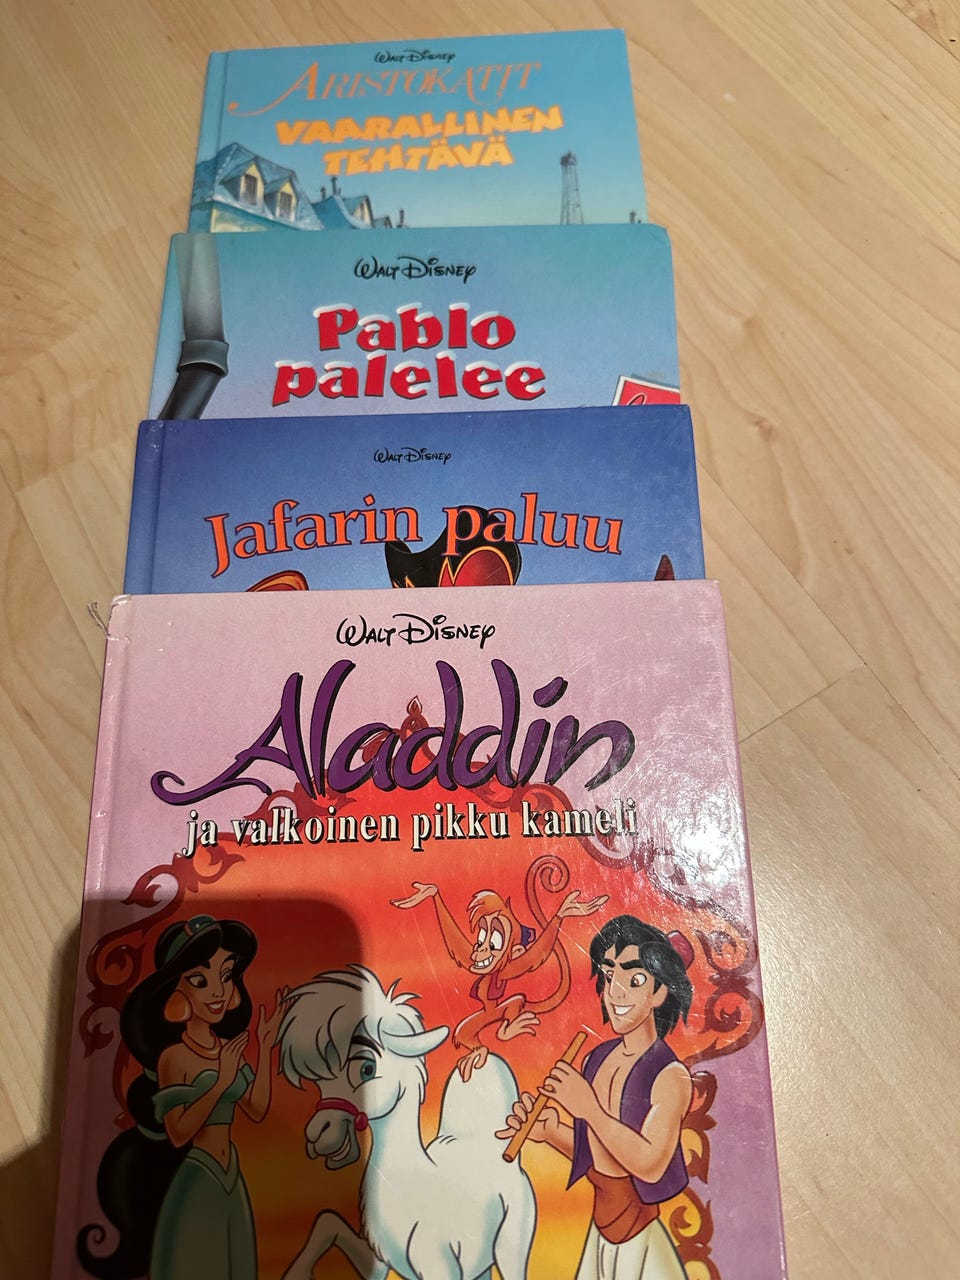 WALT DISNEY
ARISTOKATIT
VAARALLINEN
TEHTÄVÄ
WALT DISNEY
Pablo
palelee
WALT DISNEY
Jafarin paluu
WALT DISNEY
Aladdin
ja valkoinen pikku kameli